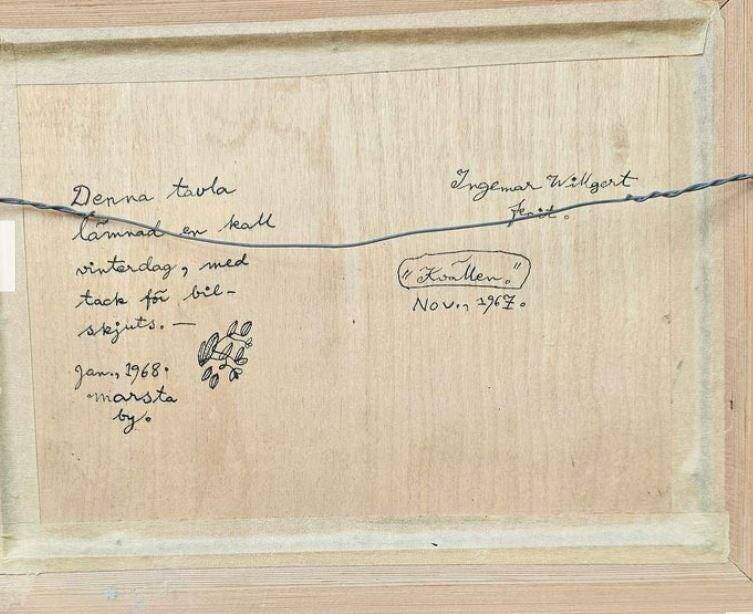 Denna tavla
lämnad en kall
vinterdag, med
tack för bil-
skjuts. —
Jan., 1968.
marsta
by.
Ingemar Willgert
fecit.
"Kvällen."
Nov., 1967.